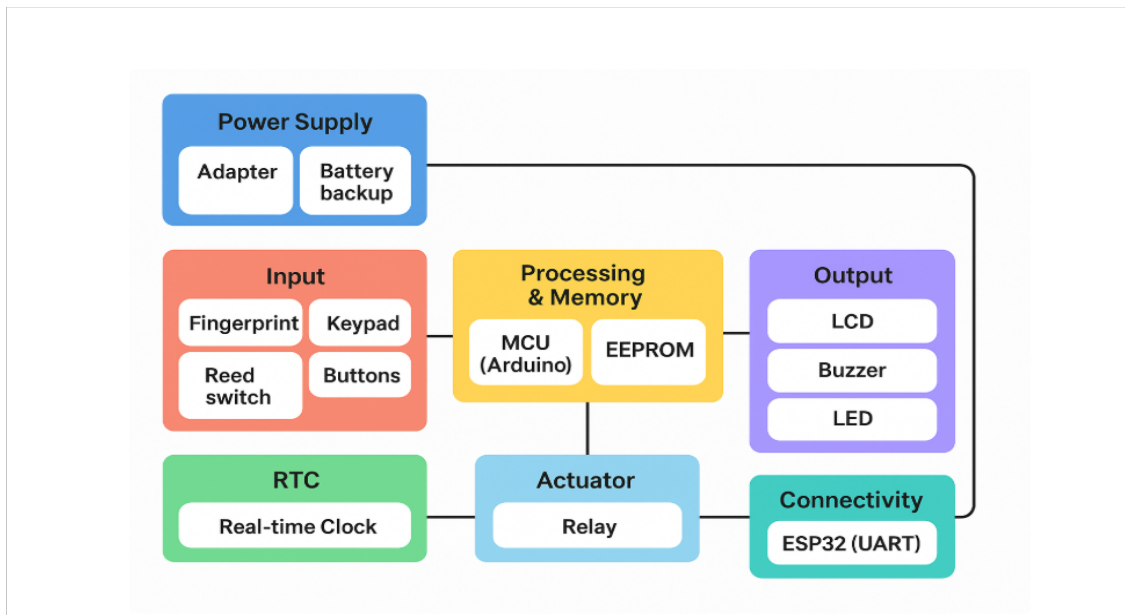 Power Supply
Adapter
Battery
backup
Input
Fingerprint
Keypad
Reed
switch
Buttons
Processing
& Memory
MCU
(Arduino)
EEPROM
Output
LCD
Buzzer
LED
RTC
Real-time Clock
Actuator
Relay
Connectivity
ESP32 (UART)